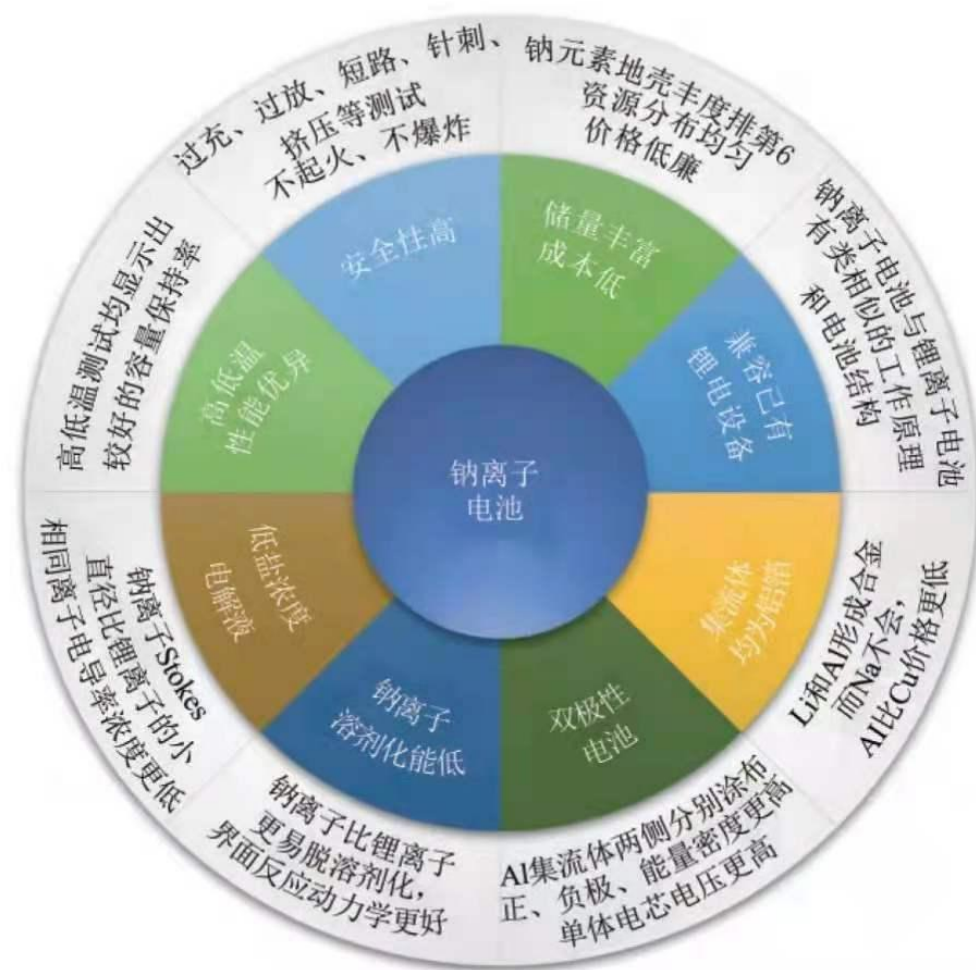 钠离子
电池
储量丰富
成本低
钠元素地壳丰度排第6
资源分布均匀
价格低廉
兼容已有
锂电设备
钠离子电池与锂离子电池
有类相似的工作原理
和电池结构
集流体
均为铝箔
Li和Al形成合金
而Na不会,
Al比Cu价格更低
双极性
电池
Al集流体两侧分别涂布
正、负极、能量密度更高
单体电芯电压更高
钠离子
溶剂化能低
钠离子比锂离子
更易脱溶剂化,
界面反应动力学更好
低盐浓度
电解液
钠离子Stokes
直径比锂离子的小
相同离子电导率浓度更低
高低温
性能优异
高低温测试均显示出
较好的容量保持率
安全性高
过充、过放、短路、针刺、
挤压等测试
不起火、不爆炸